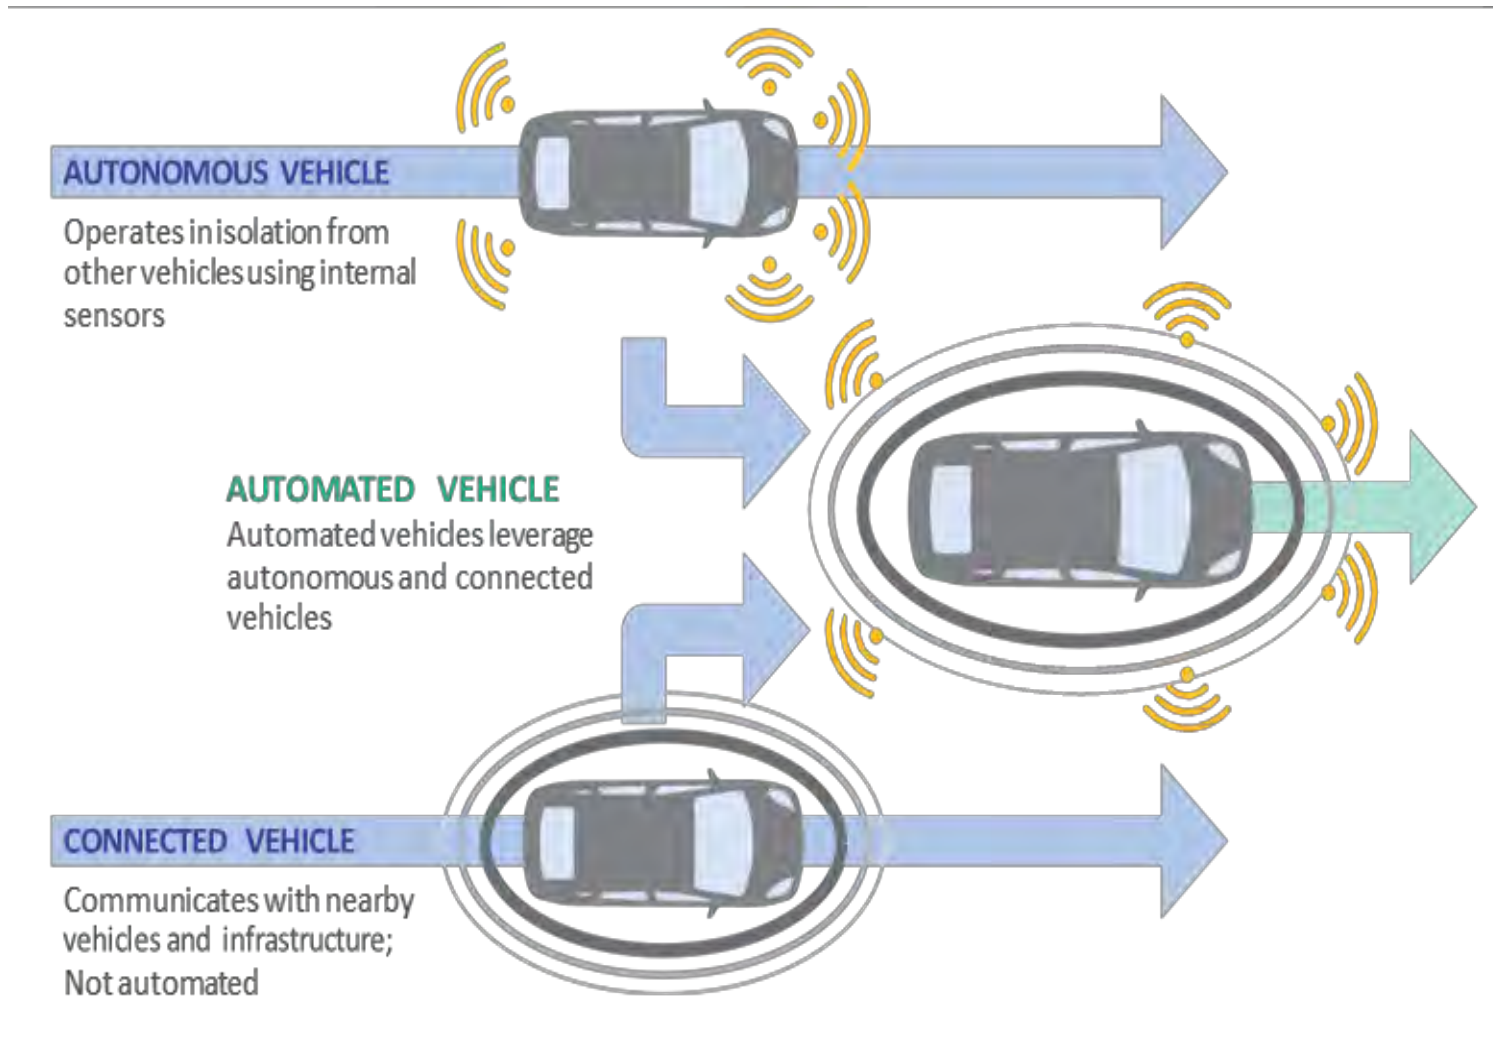 AUTONOMOUS VEHICLE
Operates in isolation from
other vehicles using internal
sensors
AUTOMATED VEHICLE
Automated vehicles leverage
autonomous and connected
vehicles
CONNECTED VEHICLE
Communicates with nearby
vehicles and infrastructure;
Not automated